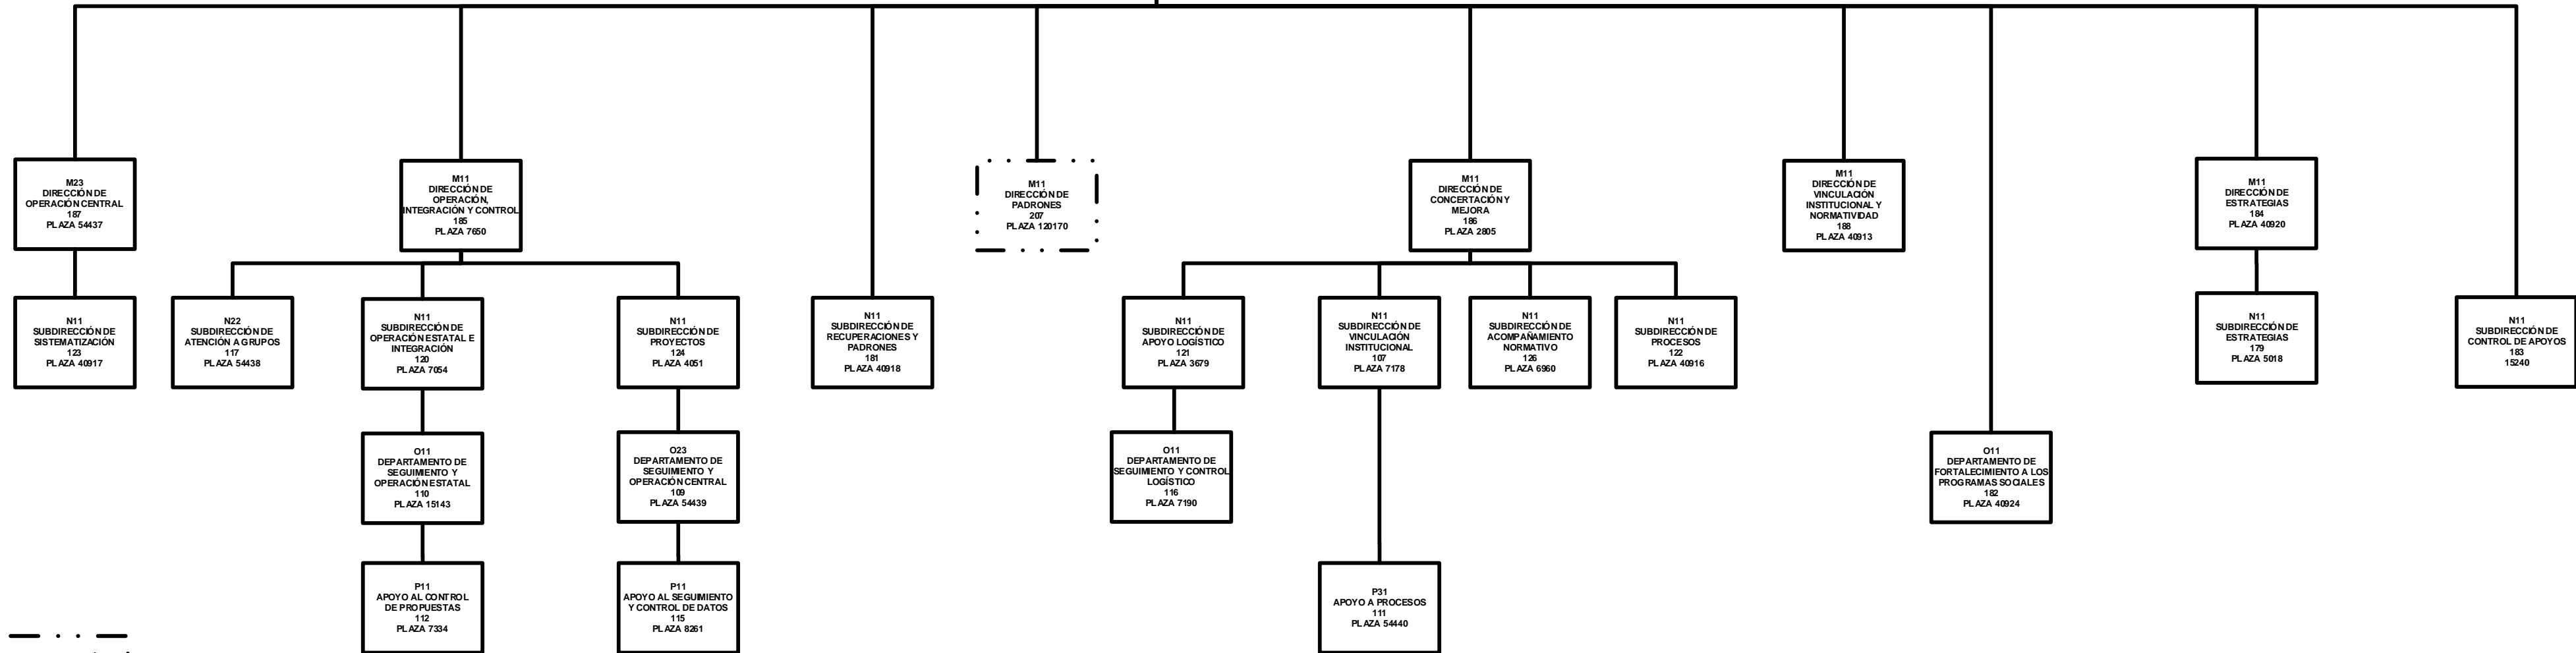 M23
DIRECCIÓN DE
OPERACIÓN CENTRAL
187
PLAZA 54437
M11
DIRECCIÓN DE
OPERACIÓN,
INTEGRACIÓN Y CONTROL
185
PLAZA 7650
M11
DIRECCIÓN DE
PADRONES
207
PLAZA 120170
M11
DIRECCIÓN DE
CONCERTACIÓN Y
MEJORA
186
PLAZA 2805
M11
DIRECCIÓN DE
VINCULACIÓN
INSTITUCIONAL Y
NORMATIVIDAD
188
PLAZA 40913
M11
DIRECCIÓN DE
ESTRATEGIAS
184
PLAZA 40920
N11
SUBDIRECCIÓN DE
SISTEMATIZACIÓN
123
PLAZA 40917
N22
SUBDIRECCIÓN DE
ATENCIÓN A GRUPOS
117
PLAZA 54438
N11
SUBDIRECCIÓN DE
OPERACIÓN ESTATAL E
INTEGRACIÓN
120
PLAZA 7054
N11
SUBDIRECCIÓN DE
PROYECTOS
124
PLAZA 4051
N11
SUBDIRECCIÓN DE
RECUPERACIONES Y
PADRONES
181
PLAZA 40918
N11
SUBDIRECCIÓN DE
APOYO LOGÍSTICO
121
PLAZA 3679
N11
SUBDIRECCIÓN DE
VINCULACIÓN
INSTITUCIONAL
107
PLAZA 7178
N11
SUBDIRECCIÓN DE
ACOMPAÑAMIENTO
NORMATIVO
126
PLAZA 6960
N11
SUBDIRECCIÓN DE
PROCESOS
122
PLAZA 40916
N11
SUBDIRECCIÓN DE
ESTRATEGIAS
179
PLAZA 5018
N11
SUBDIRECCIÓN DE
CONTROL DE APOYOS
183
15240
O11
DEPARTAMENTO DE
SEGUIMIENTO Y
OPERACIÓN ESTATAL
110
PLAZA 15143
O23
DEPARTAMENTO DE
SEGUIMIENTO Y
OPERACIÓN CENTRAL
109
PLAZA 54439
O11
DEPARTAMENTO DE
SEGUIMIENTO Y CONTROL
LOGÍSTICO
116
PLAZA 7190
O11
DEPARTAMENTO DE
FORTALECIMIENTO A LOS
PROGRAMAS SOCIALES
182
PLAZA 40924
P11
APOYO AL CONTROL
DE PROPUESTAS
112
PLAZA 7334
P11
APOYO AL SEGUIMIENTO
Y CONTROL DE DATOS
115
PLAZA 8261
P31
APOYO A PROCESOS
111
PLAZA 54440